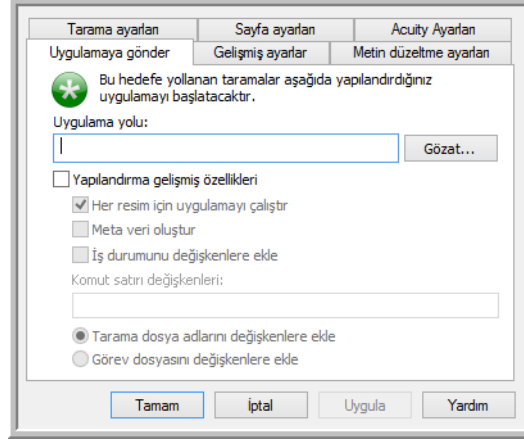 Tarama ayarları
Sayfa ayarları
Acuity Ayarları
Uygulamaya gönder
Gelişmiş ayarlar
Metin düzeltme ayarları
Bu hedefe yollanan taramalar aşağıda yapılandırdığınız
uygulamayı başlatacaktır.
Uygulama yolu:
Gözat...
Yapılandırma gelişmiş özellikleri
Her resim için uygulamayı çalıştır
Meta veri oluştur
İş durumunu değişkenlere ekle
Komut satırı değişkenleri:
Tarama dosya adlarını değişkenlere ekle
Görev dosyasını değişkenlere ekle
Tamam
İptal
Uygula
Yardım